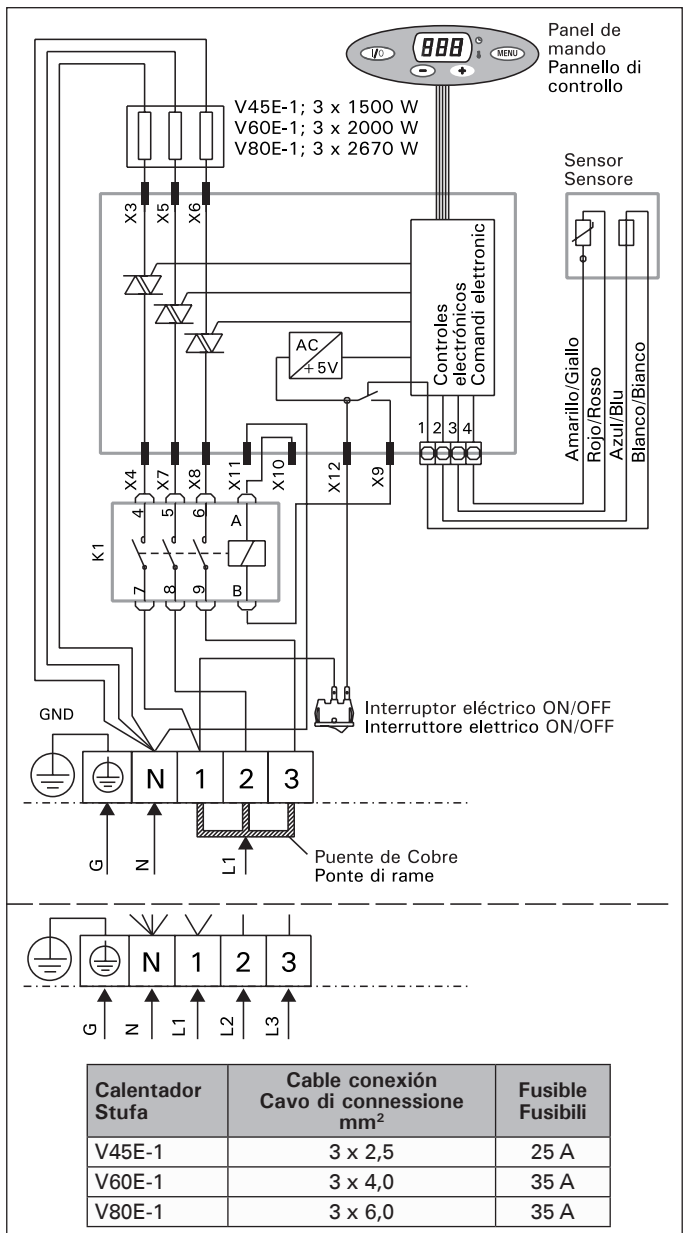 I/O
888
MENU
−
+
Panel de
mando
Pannello di
controllo
V45E-1; 3 x 1500 W
V60E-1; 3 x 2000 W
V80E-1; 3 x 2670 W
Sensor
Sensore
X3
X5
X6
Controles
electrónicos
Comandi elettronic
AC
+5V
Amarillo/Giallo
Rojo/Rosso
Azul/Blu
Blanco/Bianco
1 2 3 4
X4
X7
X8
X11
X10
X12
X9
4 5 6 A
K1
7 8 9 B
Interruptor eléctrico ON/OFF
Interruttore elettrico ON/OFF
GND
N 1 2 3
G
N
L1
Puente de Cobre
Ponte di rame
N 1 2 3
G
N
L1
L2
L3
Calentador
Stufa
Cable conexión
Cavo di connessione
mm²
Fusible
Fusibili
V45E-1 3 x 2,5 25 A
V60E-1 3 x 4,0 35 A
V80E-1 3 x 6,0 35 A